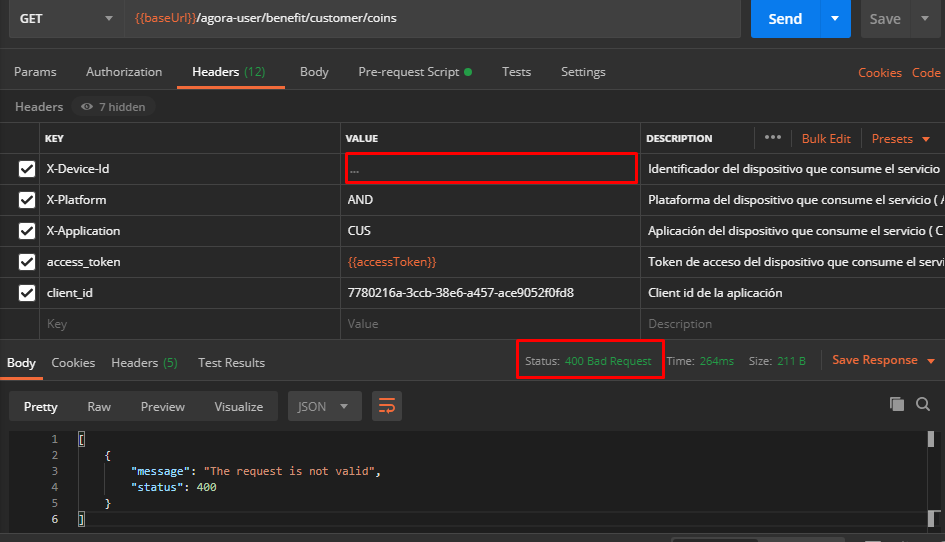 GET {{baseUrl}}/agora-user/benefit/customer/coins Send Save
Params Authorization Headers (12) Body Pre-request Script Tests Settings Cookies Code
Headers 7 hidden
KEY VALUE DESCRIPTION ••• Bulk Edit Presets
X-Device-Id ... Identificador del dispositivo que consume el servicio
X-Platform AND Plataforma del dispositivo que consume el servicio ( A
X-Application CUS Aplicación del dispositivo que consume el servicio ( C
access_token {{accessToken}} Token de acceso del dispositivo que consume el servi
client_id 7780216a-3ccb-38e6-a457-ace9052f0fd8 Client id de la aplicación
Key Value Description
Body Cookies Headers (5) Test Results Status: 400 Bad Request Time: 264ms Size: 211 B Save Response
Pretty Raw Preview Visualize JSON
1 [
2 {
3 "message": "The request is not valid",
4 "status": 400
5 }
6 ]